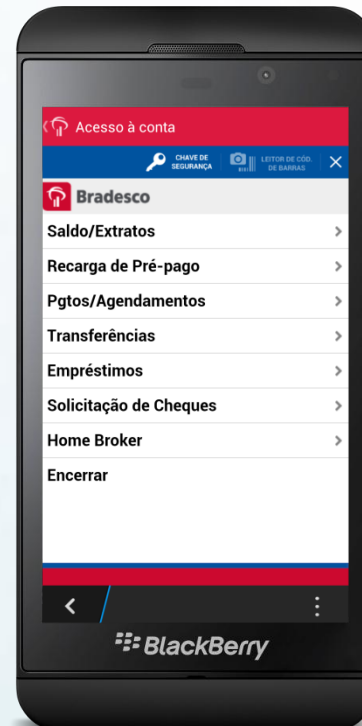 Acesso à conta
CHAVE DE
SEGURANÇA
LEITOR DE CÓD.
DE BARRAS
Bradesco
Saldo/Extratos
Recarga de Pré-pago
Pgtos/Agendamentos
Transferências
Empréstimos
Solicitação de Cheques
Home Broker
Encerrar
BlackBerry